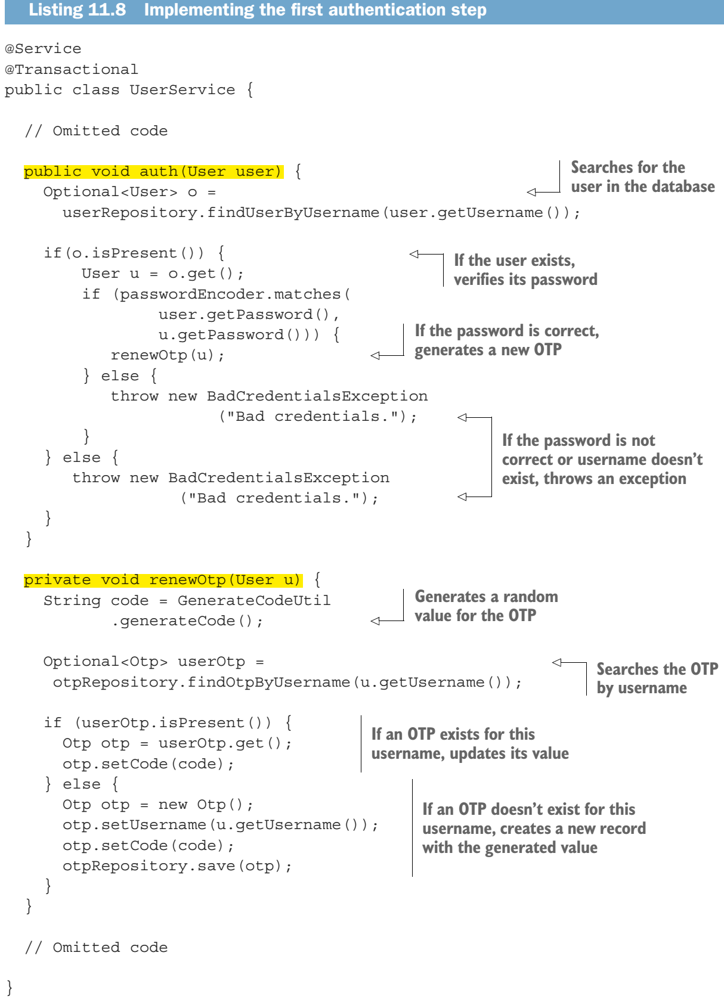 Listing 11.8 Implementing the first authentication step
@Service
@Transactional
public class UserService {
// Omitted code
public void auth(User user) {
Searches for the
user in the database
Optional<User> o =
userRepository.findUserByUsername(user.getUsername());
if(o.isPresent()) {
If the user exists,
verifies its password
User u = o.get();
if (passwordEncoder.matches(
user.getPassword(),
u.getPassword())) {
If the password is correct,
generates a new OTP
renewOtp(u);
} else {
throw new BadCredentialsException
("Bad credentials.");
}
If the password is not
correct or username doesn't
exist, throws an exception
} else {
throw new BadCredentialsException
("Bad credentials.");
}
}
private void renewOtp(User u) {
String code = GenerateCodeUtil
.generateCode();
Generates a random
value for the OTP
Optional<Otp> userOtp =
otpRepository.findOtpByUsername(u.getUsername());
Searches the OTP
by username
if (userOtp.isPresent()) {
Otp otp = userOtp.get();
otp.setCode(code);
If an OTP exists for this
username, updates its value
} else {
Otp otp = new Otp();
otp.setUsername(u.getUsername());
otp.setCode(code);
otpRepository.save(otp);
If an OTP doesn't exist for this
username, creates a new record
with the generated value
}
}
// Omitted code
}